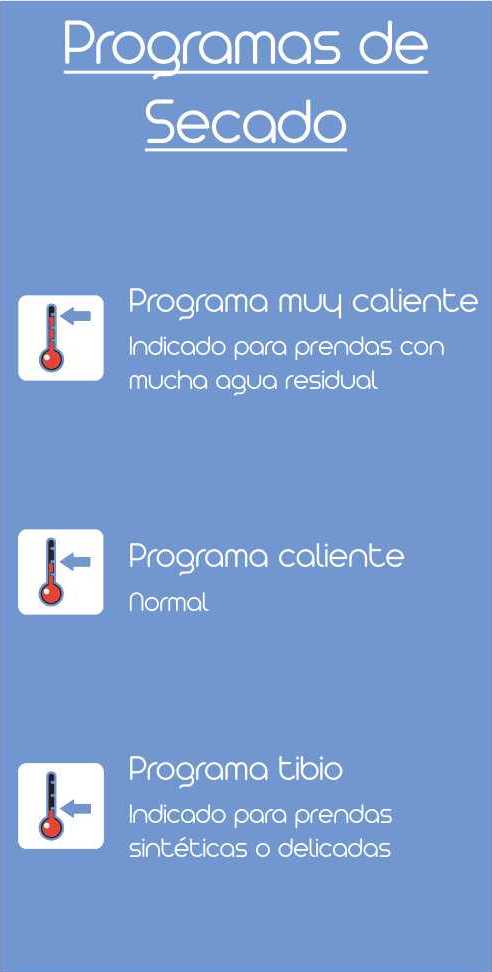 Programas de
Secado
Programa muy caliente
Indicado para prendas con
mucha agua residual
Programa caliente
Normal
Programa tibio
Indicado para prendas
sintéticas o delicadas